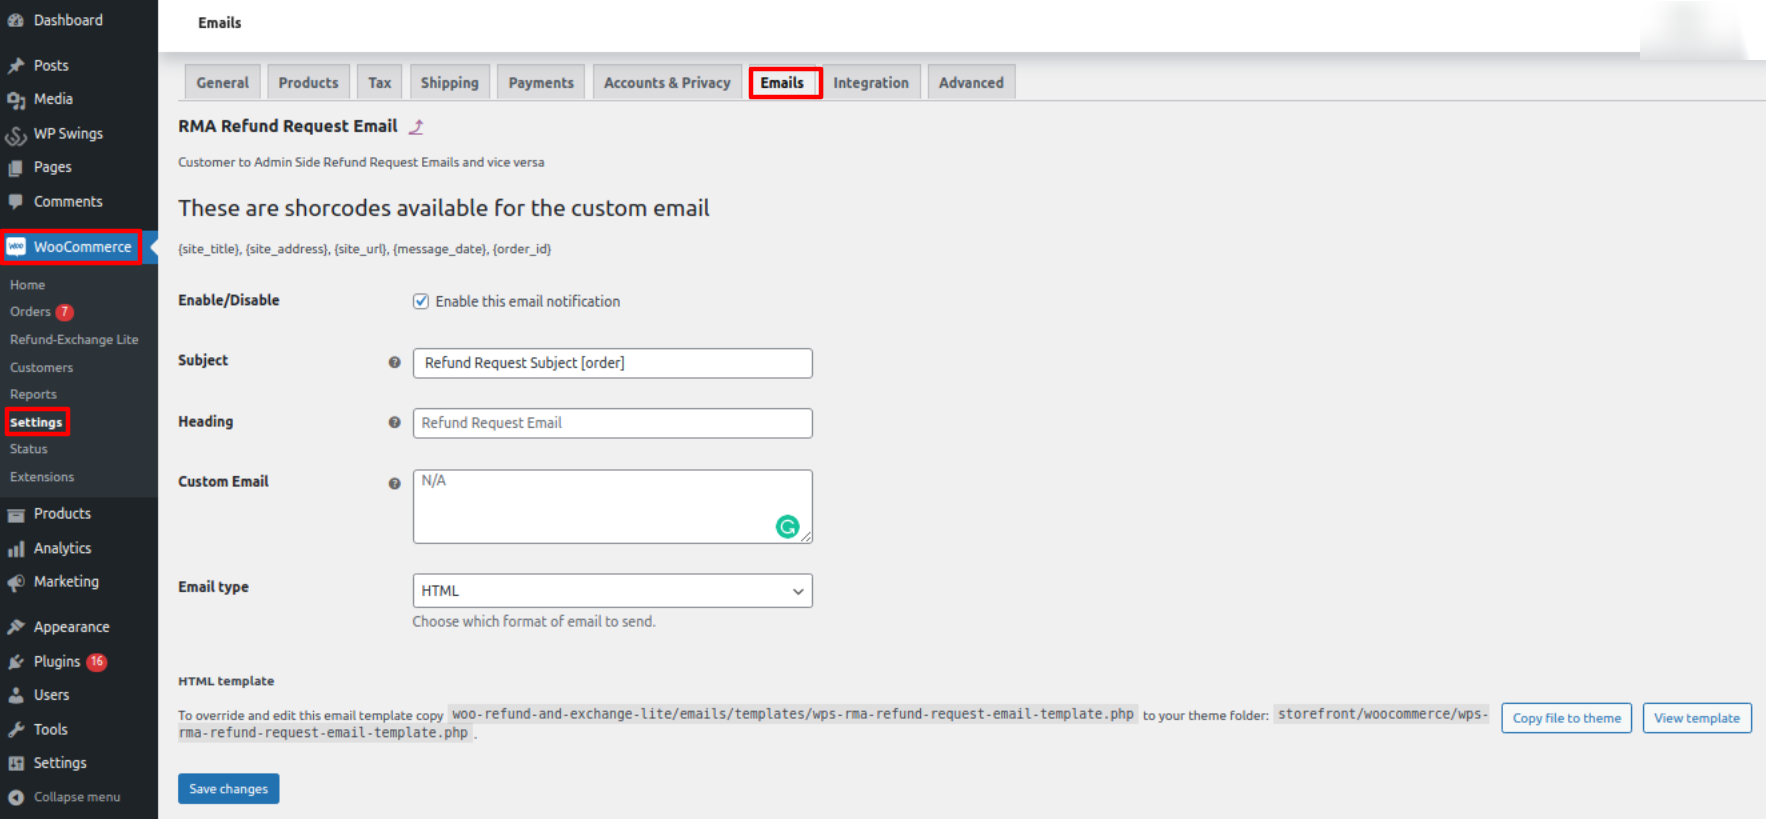 Dashboard
Posts
Media
WP Swings
Pages
Comments
Woo WooCommerce
Home
Orders 7
Refund-Exchange Lite
Customers
Reports
Settings
Status
Extensions
Products
Analytics
Marketing
Appearance
Plugins 16
Users
Tools
Settings
Collapse menu
Emails
General Products Tax Shipping Payments Accounts & Privacy Emails Integration Advanced
RMA Refund Request Email ⤴
Customer to Admin Side Refund Request Emails and vice versa
These are shorcodes available for the custom email
{site_title}, {site_address}, {site_url}, {message_date}, {order_id}
Enable/Disable Enable this email notification
Subject ? Refund Request Subject [order]
Heading ? Refund Request Email
Custom Email ? N/A
Email type HTML
Choose which format of email to send.
HTML template
To override and edit this email template copy woo-refund-and-exchange-lite/emails/templates/wps-rma-refund-request-email-template.php to your theme folder: storefront/woocommerce/wps-
rma-refund-request-email-template.php .
Copy file to theme View template
Save changes